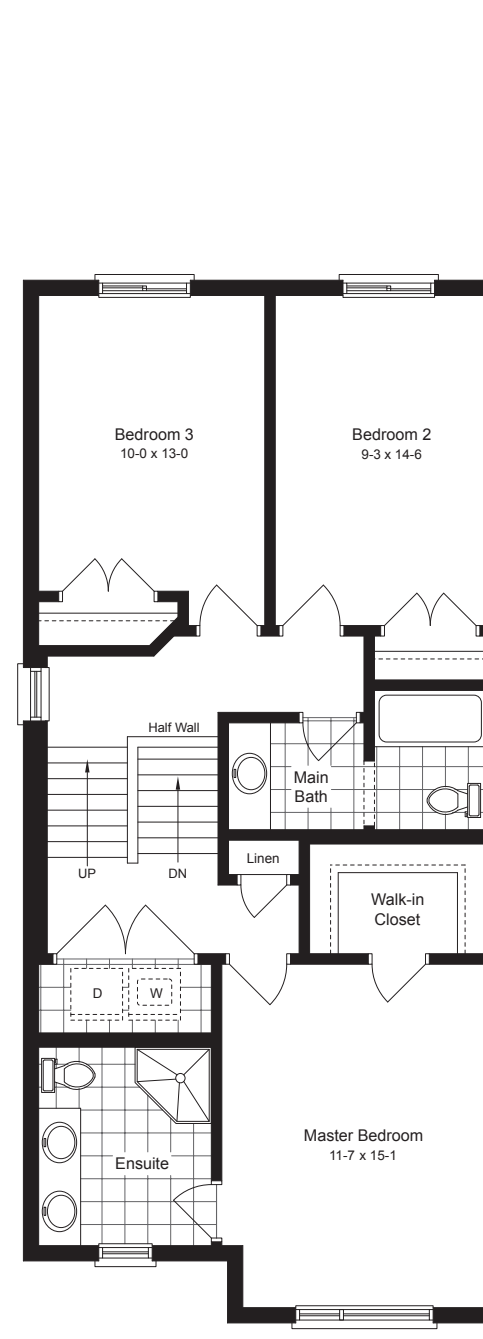 Bedroom 3
10-0 x 13-0
Bedroom 2
9-3 x 14-6
Half Wall
Main
Bath
UP
DN
Linen
Walk-in
Closet
D
W
Ensuite
Master Bedroom
11-7 x 15-1